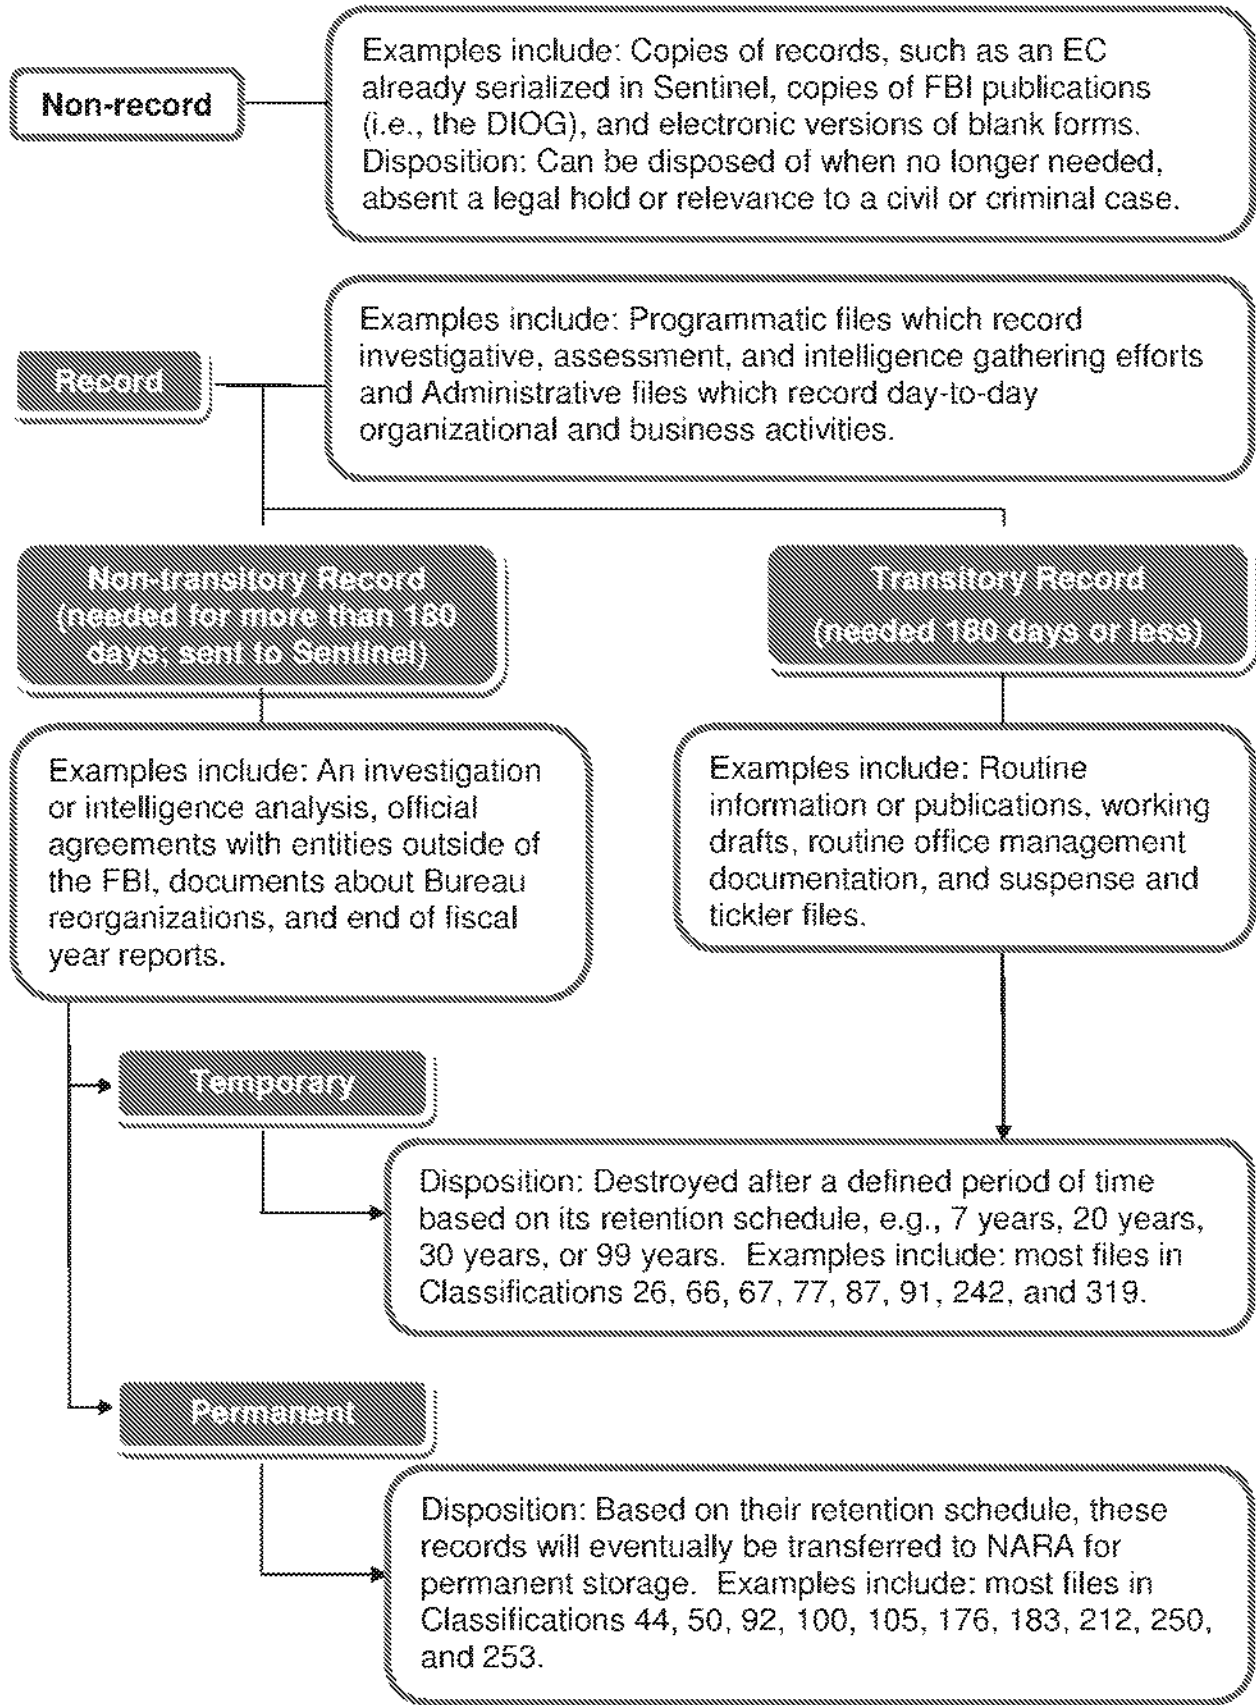 Non-record
Examples include: Copies of records, such as an EC
already serialized in Sentinel, copies of FBI publications
(i.e., the DIOG), and electronic versions of blank forms.
Disposition: Can be disposed of when no longer needed,
absent a legal hold or relevance to a civil or criminal case.
Record
Examples include: Programmatic files which record
investigative, assessment, and intelligence gathering efforts
and Administrative files which record day-to-day
organizational and business activities.
Non-transitory Record
(needed for more than 180
days; sent to Sentinel)
Transitory Record
(needed 180 days or less)
Examples include: An investigation
or intelligence analysis, official
agreements with entities outside of
the FBI, documents about Bureau
reorganizations, and end of fiscal
year reports.
Examples include: Routine
information or publications, working
drafts, routine office management
documentation, and suspense and
tickler files.
Temporary
Disposition: Destroyed after a defined period of time
based on its retention schedule, e.g., 7 years, 20 years,
30 years, or 99 years.  Examples include: most files in
Classifications 26, 66, 67, 77, 87, 91, 242, and 319.
Permanent
Disposition: Based on their retention schedule, these
records will eventually be transferred to NARA for
permanent storage.  Examples include: most files in
Classifications 44, 50, 92, 100, 105, 176, 183, 212, 250,
and 253.